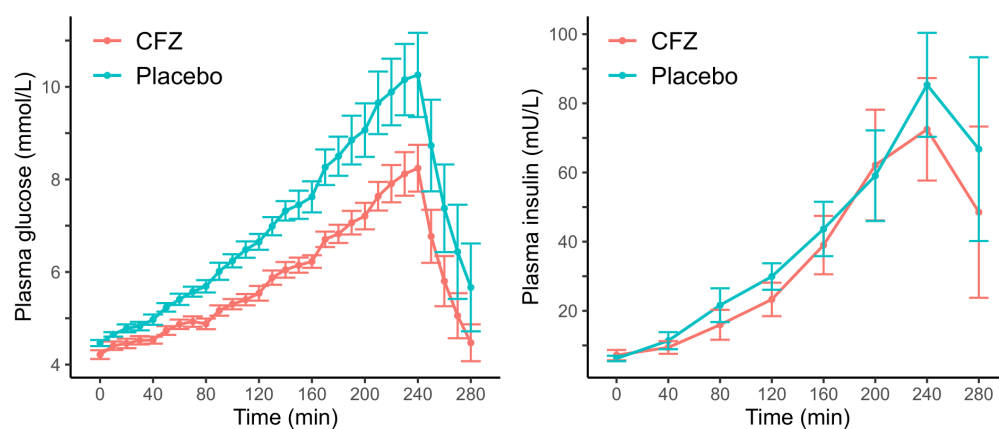 CFZ
Placebo
Plasma glucose (mmol/L)
10
8
6
4
0 40 80 120 160 200 240 280
Time (min)
CFZ
Placebo
Plasma insulin (mU/L)
100
80
60
40
20
0 40 80 120 160 200 240 280
Time (min)